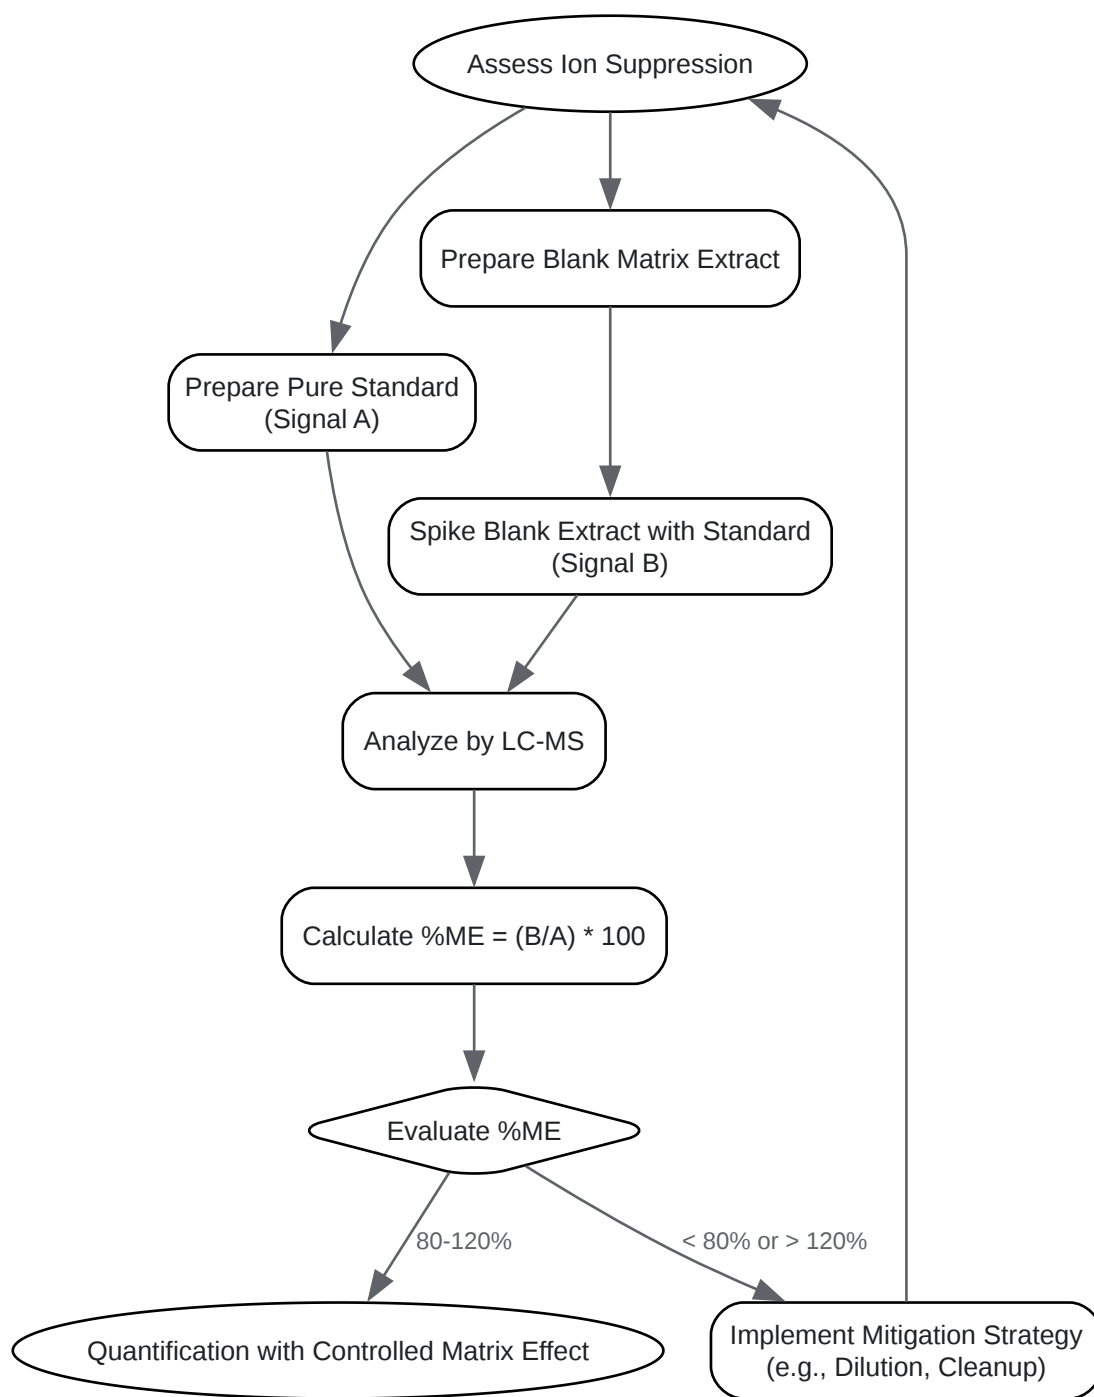 Assess Ion Suppression
Prepare Blank Matrix Extract
Prepare Pure Standard
(Signal A)
Spike Blank Extract with Standard
(Signal B)
Analyze by LC-MS
Calculate %ME = (B/A) * 100
Evaluate %ME
80-120%
< 80% or > 120%
Quantification with Controlled Matrix Effect
Implement Mitigation Strategy
(e.g., Dilution, Cleanup)